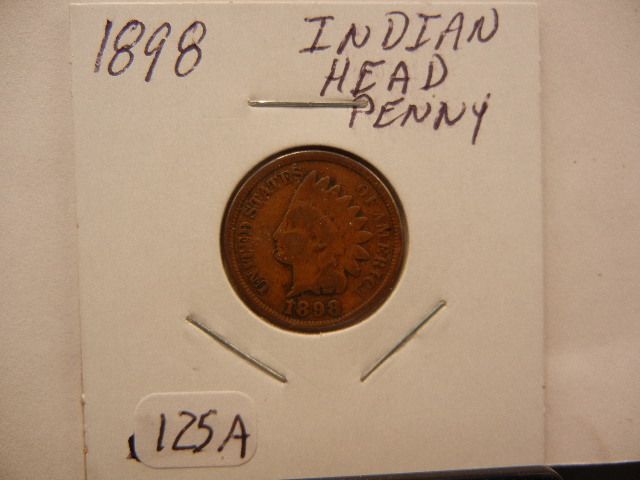 1898
INDIAN
HEAD
PENNY
UNITED STATES OF AMERICA
1898
125A